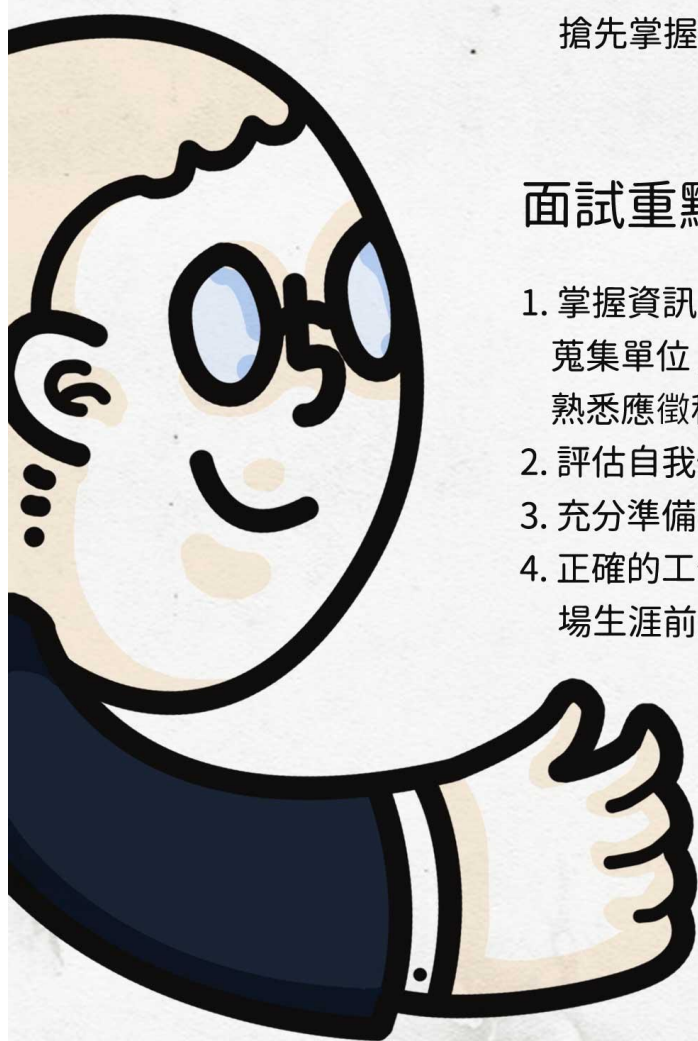 搶先掌握
面試重點
1. 掌握資訊
蒐集單位
熟悉應徵
2. 評估自我
3. 充分準備
4. 正確的工
場生涯前